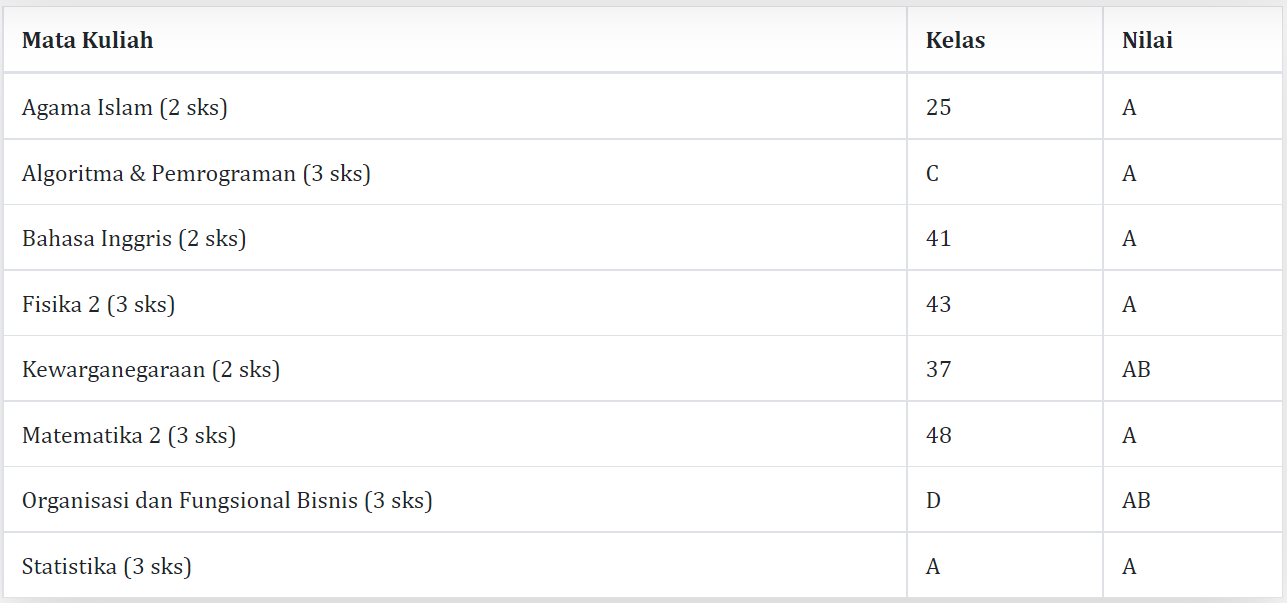 Mata Kuliah Kelas Nilai
Agama Islam (2 sks) 25 A
Algoritma & Pemrograman (3 sks) C A
Bahasa Inggris (2 sks) 41 A
Fisika 2 (3 sks) 43 A
Kewarganegaraan (2 sks) 37 AB
Matematika 2 (3 sks) 48 A
Organisasi dan Fungsional Bisnis (3 sks) D AB
Statistika (3 sks) A A